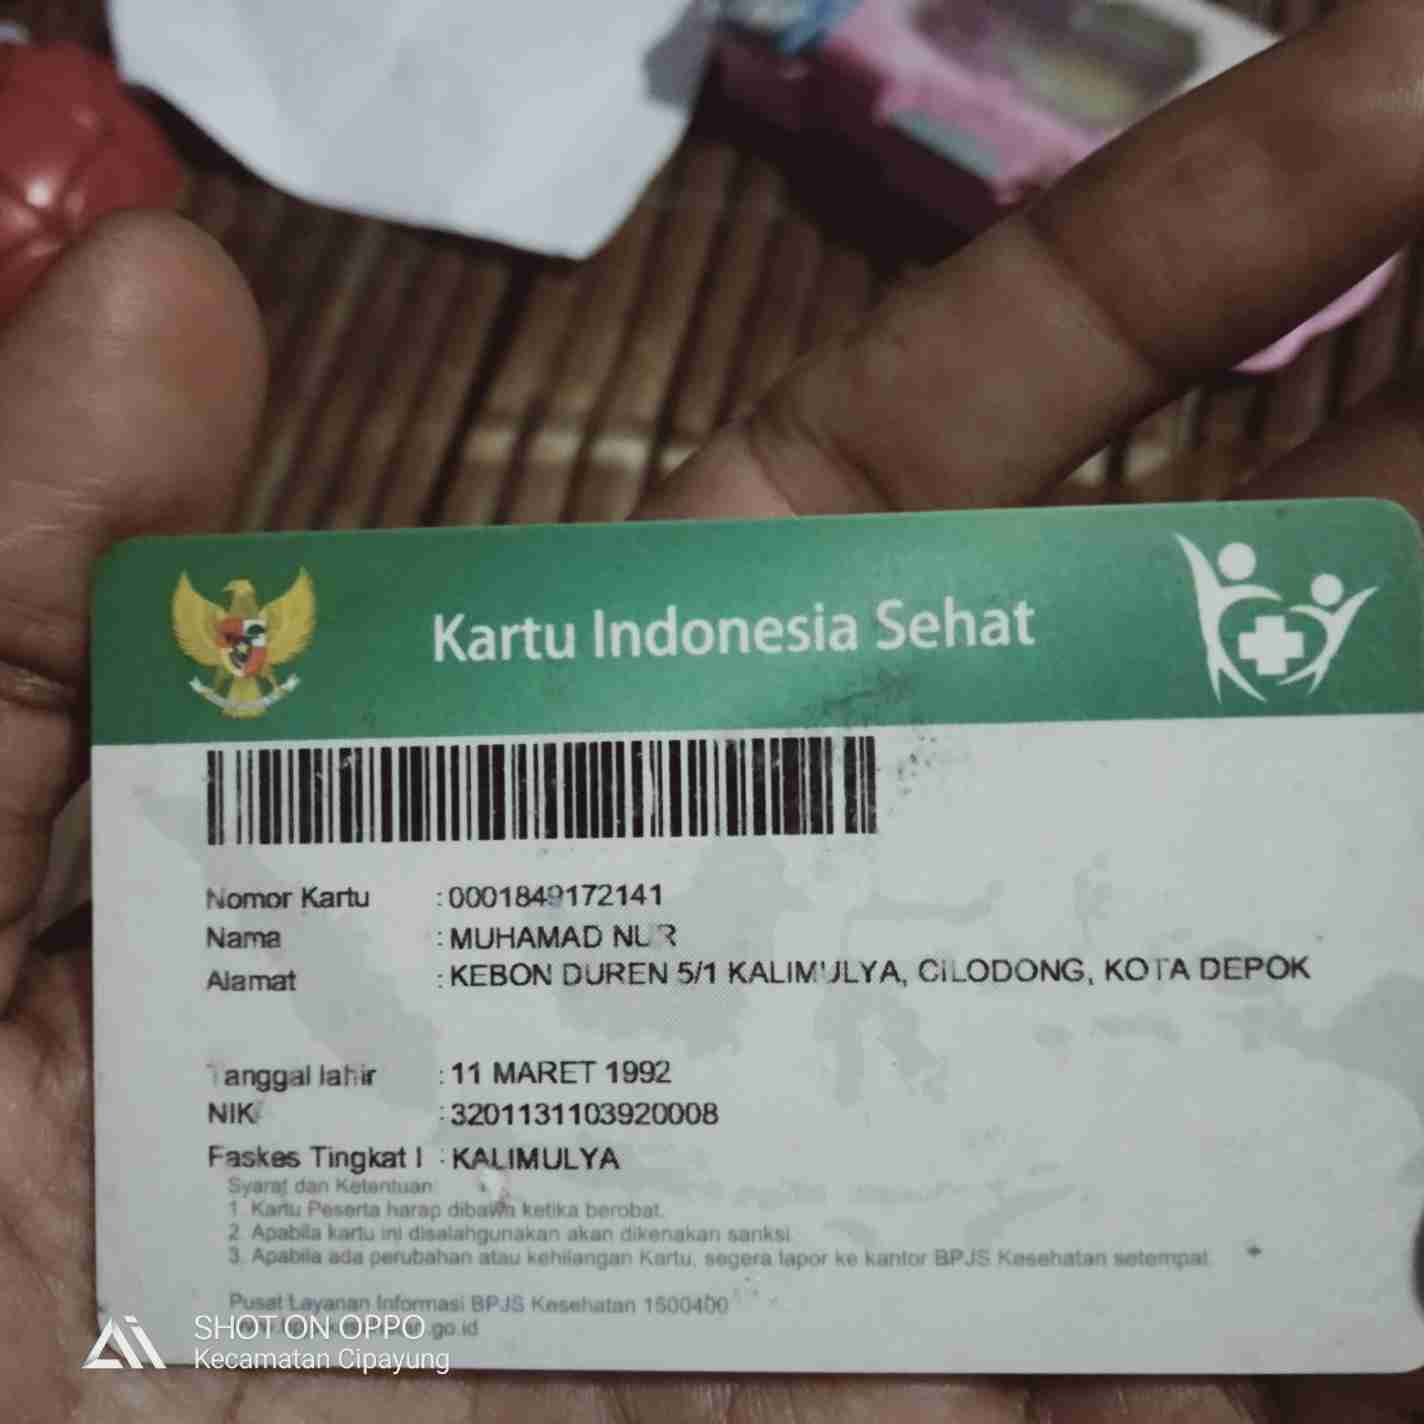 Kartu Indonesia Sehat
Nomor Kartu : 0001849172141
Nama : MUHAMAD NUR
Alamat : KEBON DUREN 5/1 KALIMULYA, CILODONG, KOTA DEPOK
Tanggal lahir : 11 MARET 1992
NIK : 3201131103920008
Faskes Tingkat I : KALIMULYA
Syarat dan Ketentuan:
1. Kartu Peserta harap dibawa ketika berobat.
2. Apabila kartu ini disalahgunakan akan dikenakan sanksi.
3. Apabila ada perubahan atau kehilangan Kartu, segera lapor ke kantor BPJS Kesehatan setempat.
Pusat Layanan Informasi BPJS Kesehatan 1500400
SHOT ON OPPO
Kecamatan Cipayung